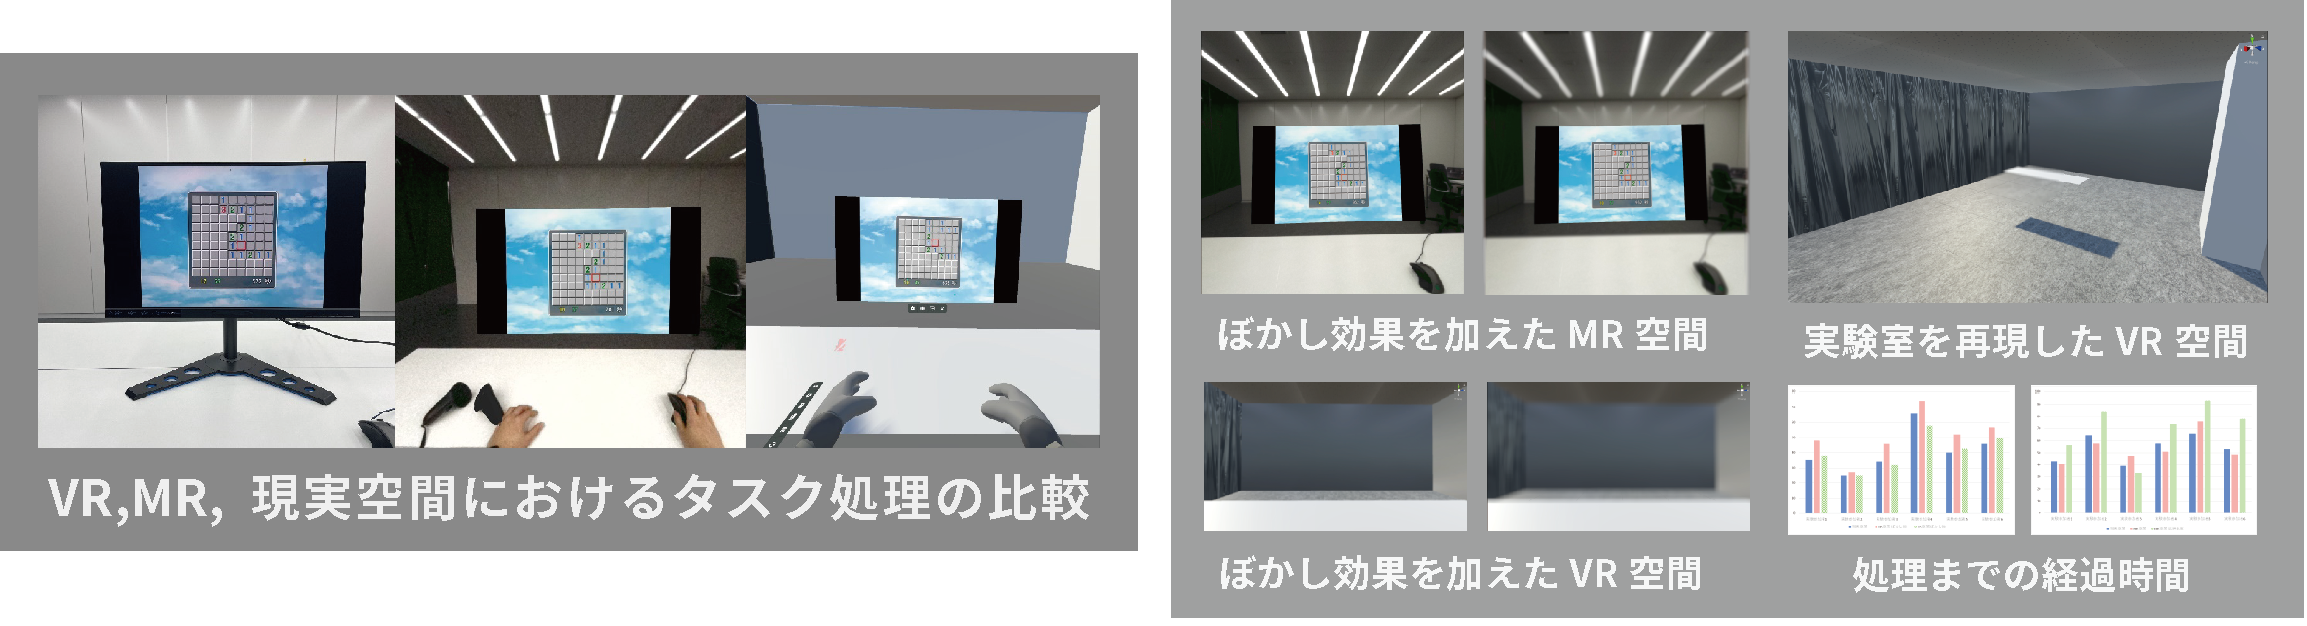 VR,MR, 現実空間におけるタスク処理の比較
ぼかし効果を加えた MR 空間
実験室を再現した VR 空間
ぼかし効果を加えた VR 空間
処理までの経過時間